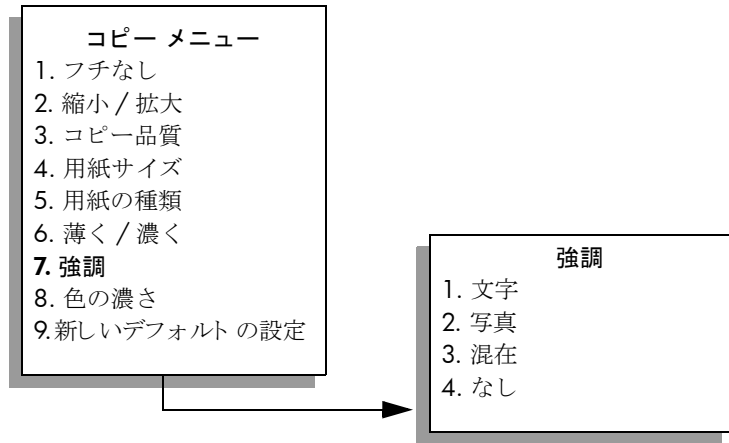 コピー メニュー
1. フチなし
2. 縮小 / 拡大
3. コピー品質
4. 用紙サイズ
5. 用紙の種類
6. 薄く / 濃く
7. 強調
8. 色の濃さ
9.新しいデフォルト の設定
強調
1. 文字
2. 写真
3. 混在
4. なし